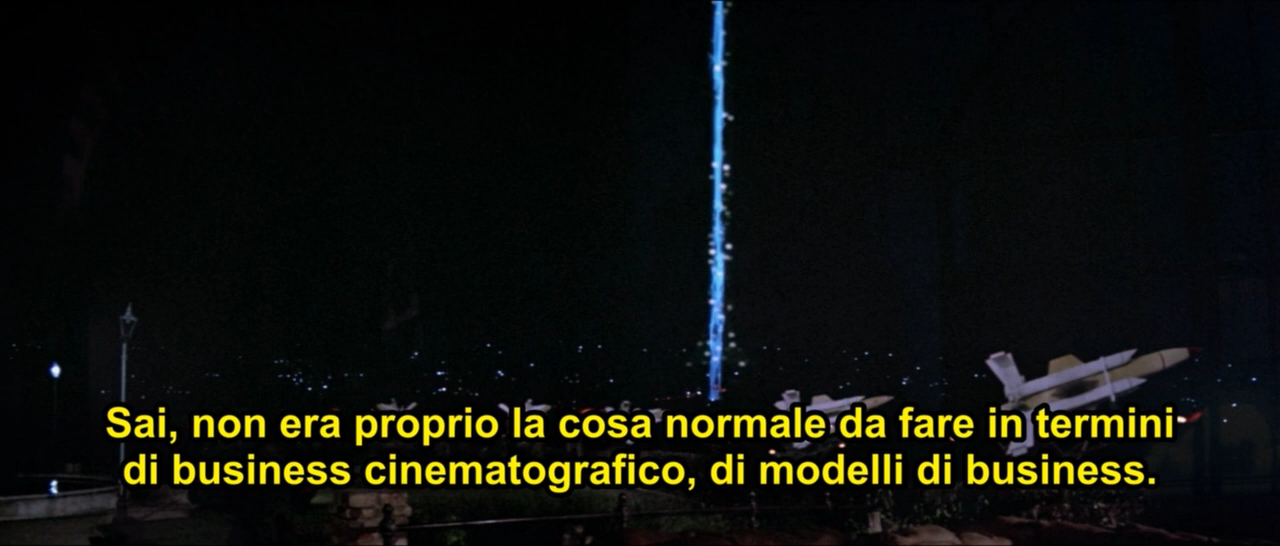 Sai, non era proprio la cosa normale da fare in termini
di business cinematografico, di modelli di business.